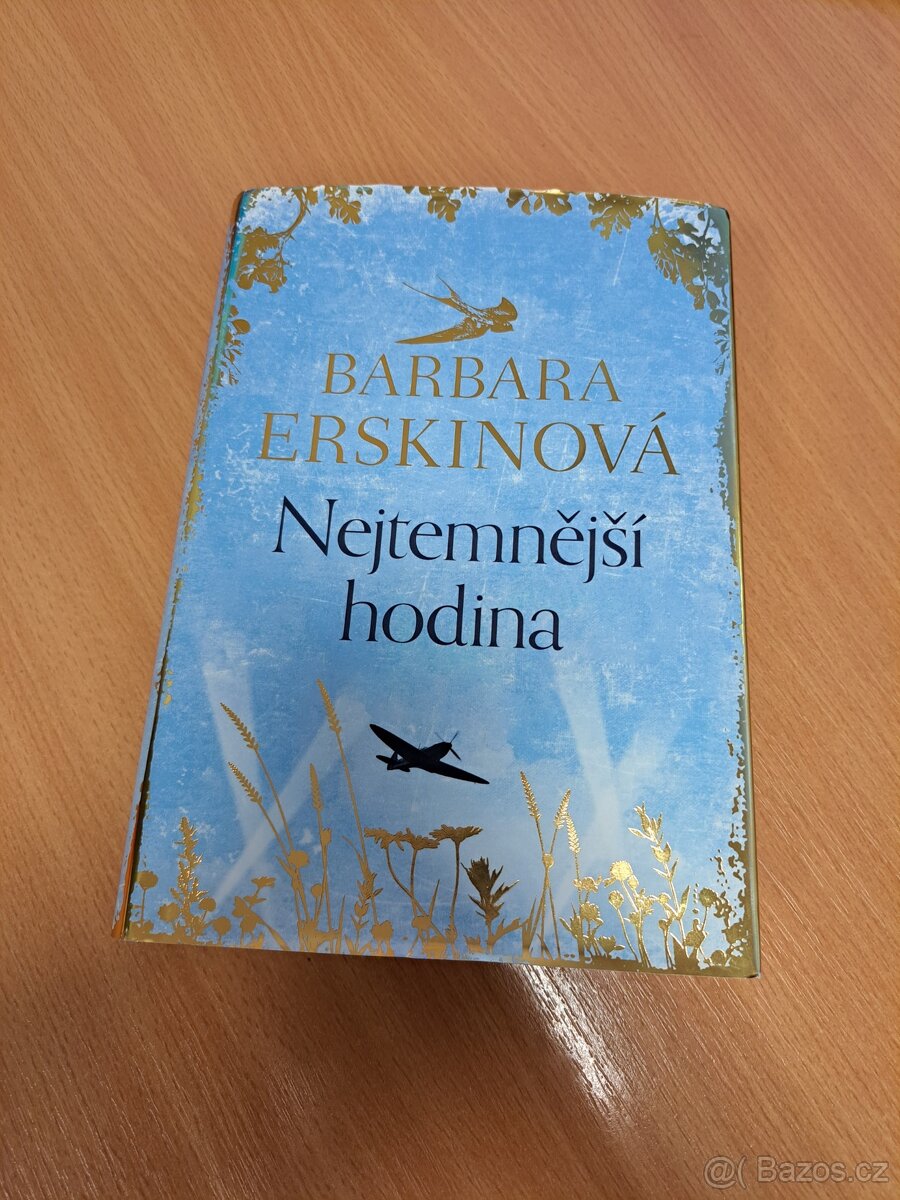 BARBARA
ERSKINOVÁ
Nejtemnější
hodina
@( Bazos.cz